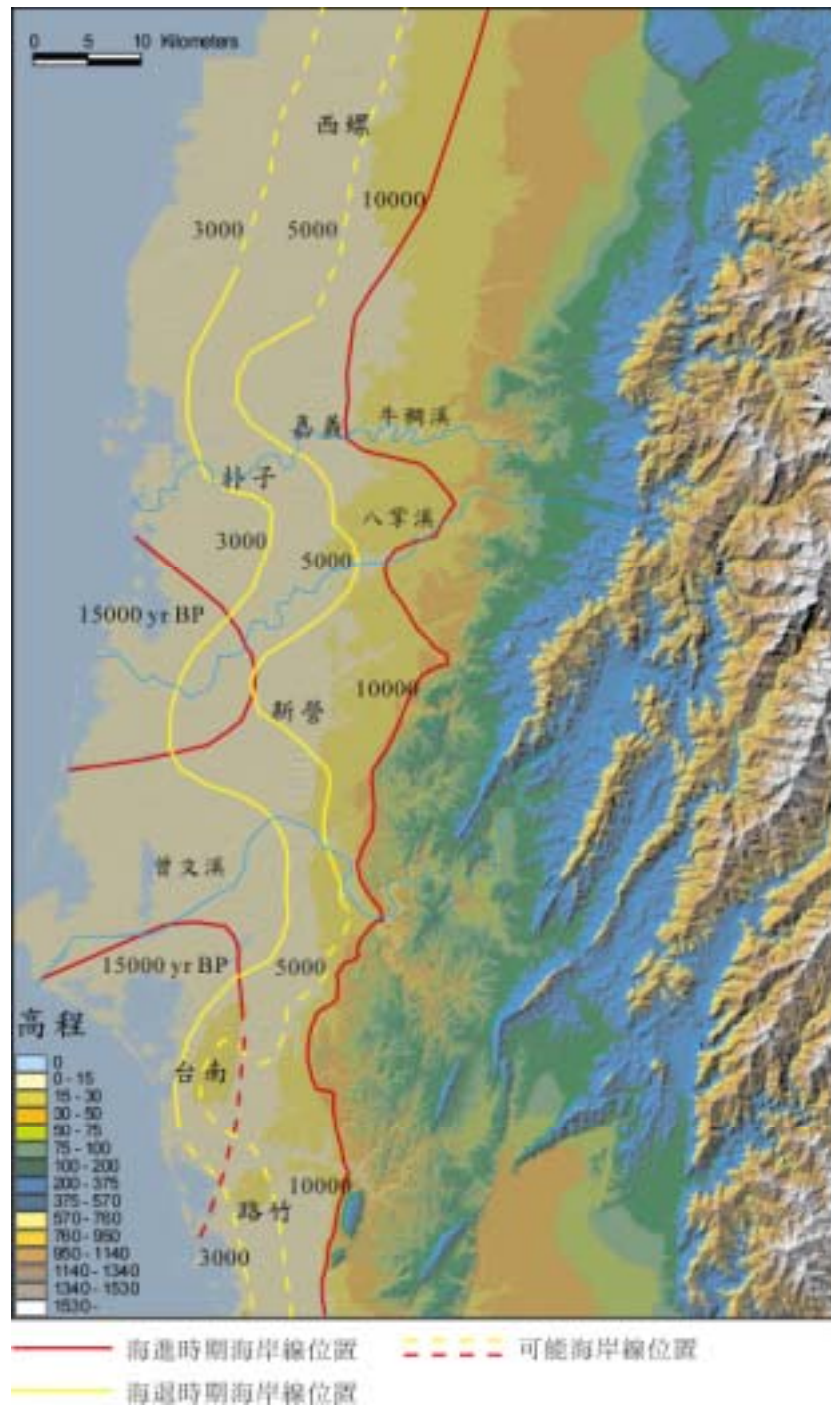 0 5 10 Kilometers
西螺
10000
3000
5000
嘉義
牛稠溪
朴子
八掌溪
3000
5000
15000 yr BP
10000
新營
曾文溪
15000 yr BP
5000
高程
台南
0
0 - 15
15 - 30
30 - 50
50 - 75
75 - 100
100 - 200
200 - 375
375 - 570
570 - 760
760 - 950
950 - 1140
1140 - 1340
1340 - 1530
1530 -
10000
路竹
3000
海進時期海岸線位置
可能海岸線位置
海退時期海岸線位置